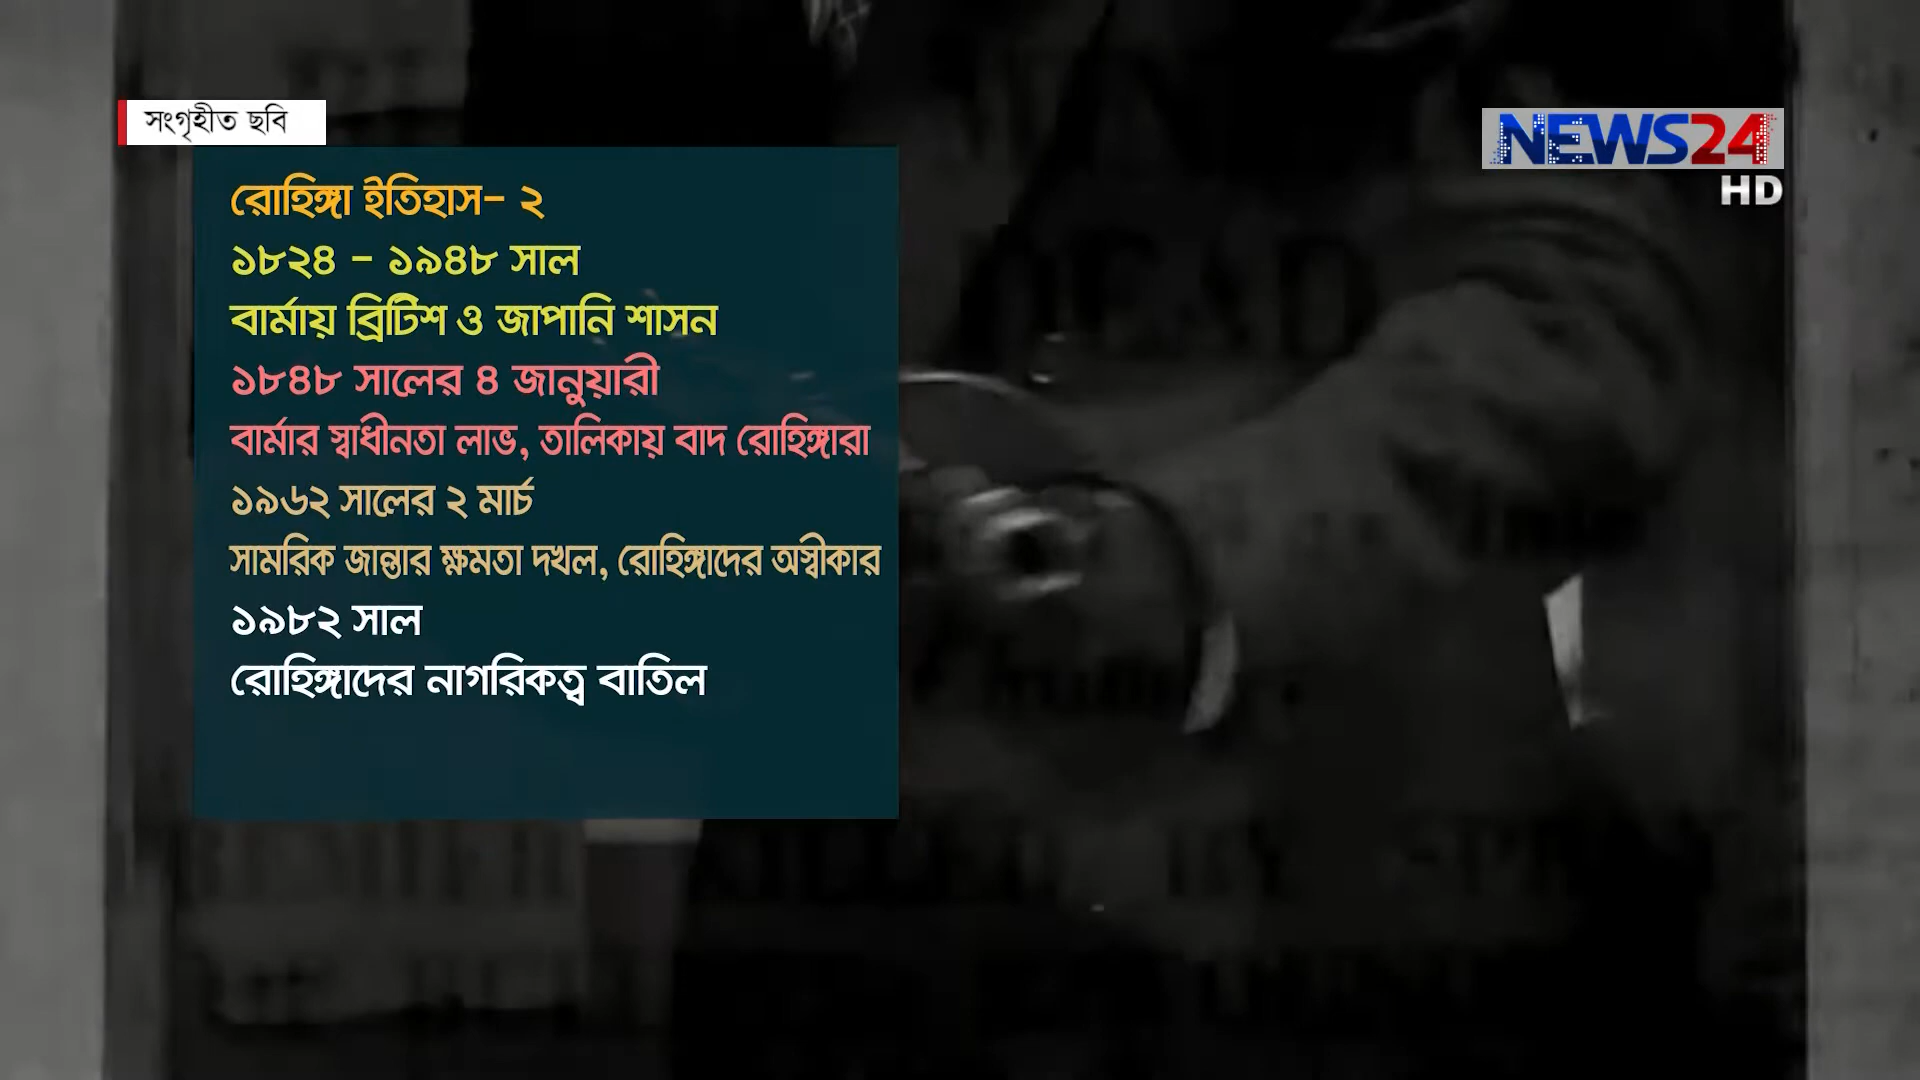 সংগৃহীত ছবি
NEWS24
HD
রোহিঙ্গা ইতিহাস- ২
১৮২৪ - ১৯৪৮ সাল
বার্মায় ব্রিটিশ ও জাপানি শাসন
১৮৪৮ সালের ৪ জানুয়ারী
বার্মার স্বাধীনতা লাভ, তালিকায় বাদ রোহিঙ্গারা
১৯৬২ সালের ২ মার্চ
সামরিক জান্তার ক্ষমতা দখল, রোহিঙ্গাদের অস্বীকার
১৯৮২ সাল
রোহিঙ্গাদের নাগরিকত্ব বাতিল